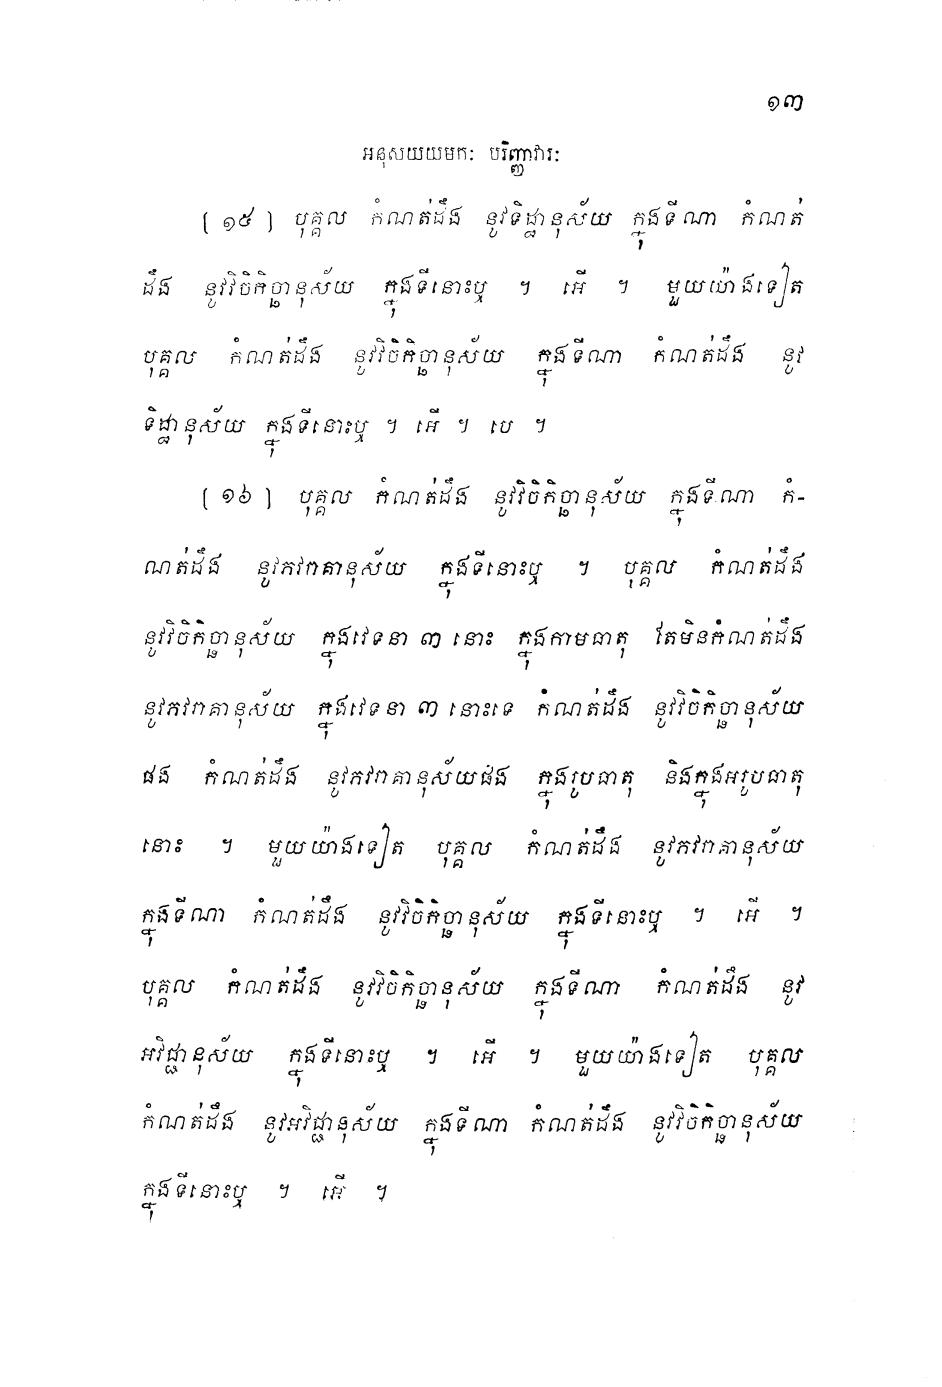 ១៣
អនុសយយមកៈ បរិញ្ញាវារៈ
[ ១៥ ] បុគ្គល កំណត់ដឹង នូវទិដ្ឋានុស័យ ក្នុងទីណា កំណត់
ដឹង នូវវិចិកិច្ឆានុស័យ ក្នុងទីនោះឬ ។ អើ ។ មួយយ៉ាងទៀត
បុគ្គល កំណត់ដឹង នូវវិចិកិច្ឆានុស័យ ក្នុងទីណា កំណត់ដឹង នូវ
ទិដ្ឋានុស័យ ក្នុងទីនោះឬ ។ អើ ។ បេ ។
[ ១៦ ] បុគ្គល កំណត់ដឹង នូវវិចិកិច្ឆានុស័យ ក្នុងទីណា កំ-
ណត់ដឹង នូវភវរាគានុស័យ ក្នុងទីនោះឬ ។ បុគ្គល កំណត់ដឹង
នូវវិចិកិច្ឆានុស័យ ក្នុងវេទនា ៣ នោះ ក្នុងកាមធាតុ តែមិនកំណត់ដឹង
នូវភវរាគានុស័យ ក្នុងវេទនា ៣ នោះទេ កំណត់ដឹង នូវវិចិកិច្ឆានុស័យ
ផង កំណត់ដឹង នូវភវរាគានុស័យផង ក្នុងរូបធាតុ និងក្នុងអរូបធាតុ
នោះ ។ មួយយ៉ាងទៀត បុគ្គល កំណត់ដឹង នូវភវរាគានុស័យ
ក្នុងទីណា កំណត់ដឹង នូវវិចិកិច្ឆានុស័យ ក្នុងទីនោះឬ ។ អើ ។
បុគ្គល កំណត់ដឹង នូវវិចិកិច្ឆានុស័យ ក្នុងទីណា កំណត់ដឹង នូវ
អវិជ្ជានុស័យ ក្នុងទីនោះឬ ។ អើ ។ មួយយ៉ាងទៀត បុគ្គល
កំណត់ដឹង នូវអវិជ្ជានុស័យ ក្នុងទីណា កំណត់ដឹង នូវវិចិកិច្ឆានុស័យ
ក្នុងទីនោះឬ ។ អើ ។